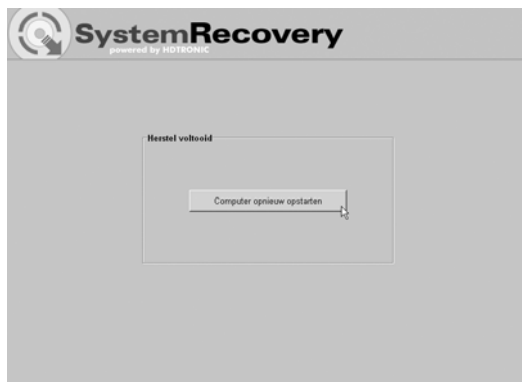 SystemRecovery
powered by HDTRONIC
Herstel voltooid
Computer opnieuw opstarten